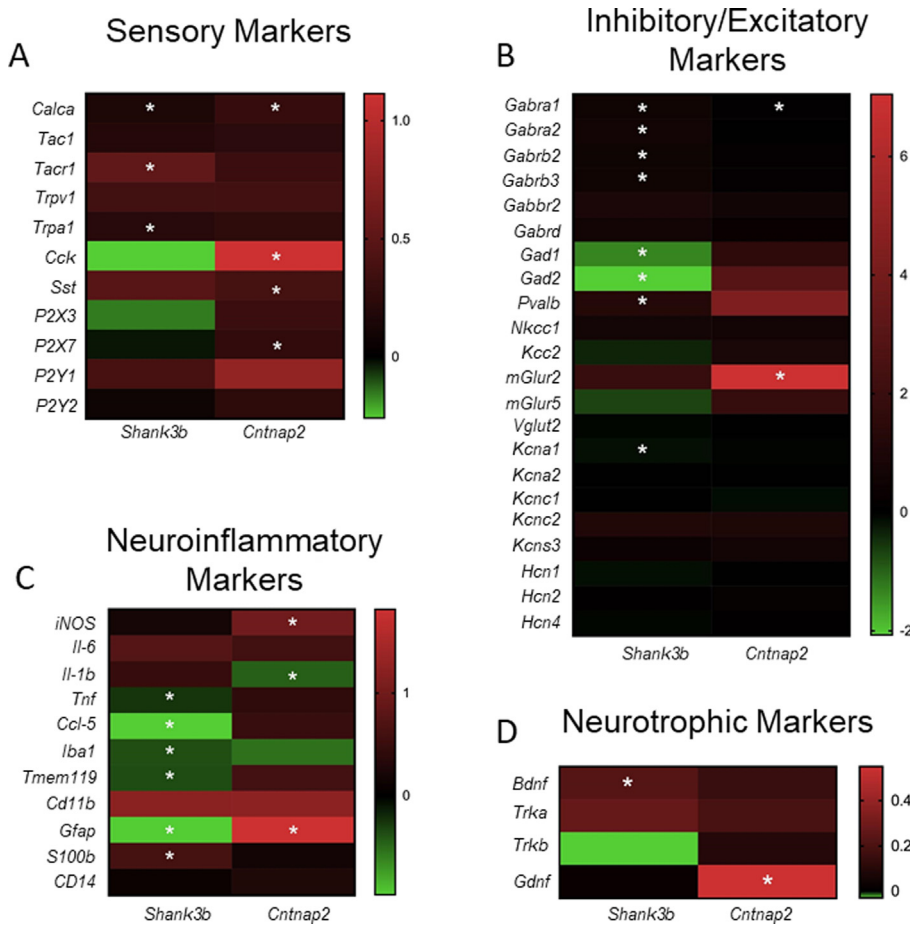 A
Sensory Markers
Calca * *
Tac1
Tacr1 *
Trpv1
Trpa1 *
Cck *
Sst *
P2X3
P2X7 *
P2Y1
P2Y2
Shank3b Cntnap2
1.0
0.5
0
B
Inhibitory/Excitatory
Markers
Gabra1 * *
Gabra2 *
Gabrb2 *
Gabrb3 *
Gabbr2
Gabrd
Gad1 *
Gad2 *
Pvalb *
Nkcc1
Kcc2
mGlur2 *
mGlur5
Vglut2
Kcna1 *
Kcna2
Kcnc1
Kcnc2
Kcns3
Hcn1
Hcn2
Hcn4
Shank3b Cntnap2
6
4
2
0
-2
C
Neuroinflammatory
Markers
iNOS *
Il-6
Il-1b *
Tnf *
Ccl-5 *
Iba1 *
Tmem119 *
Cd11b
Gfap * *
S100b *
CD14
Shank3b Cntnap2
1
0
D
Neurotrophic Markers
Bdnf *
Trka
Trkb
Gdnf *
Shank3b Cntnap2
0.4
0.2
0